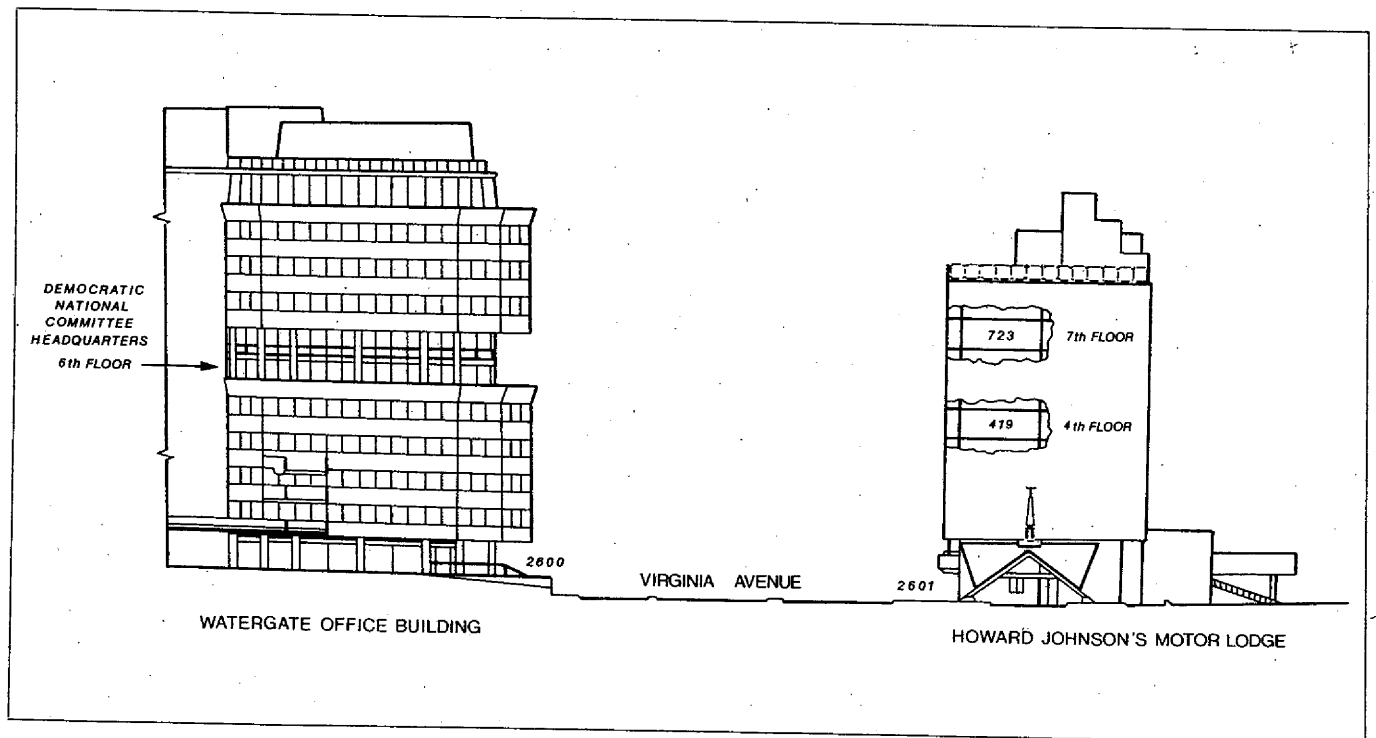 DEMOCRATIC
NATIONAL
COMMITTEE
HEADQUARTERS
6th FLOOR
723
7th FLOOR
419
4th FLOOR
2600
VIRGINIA AVENUE
2601
WATERGATE OFFICE BUILDING
HOWARD JOHNSON'S MOTOR LODGE